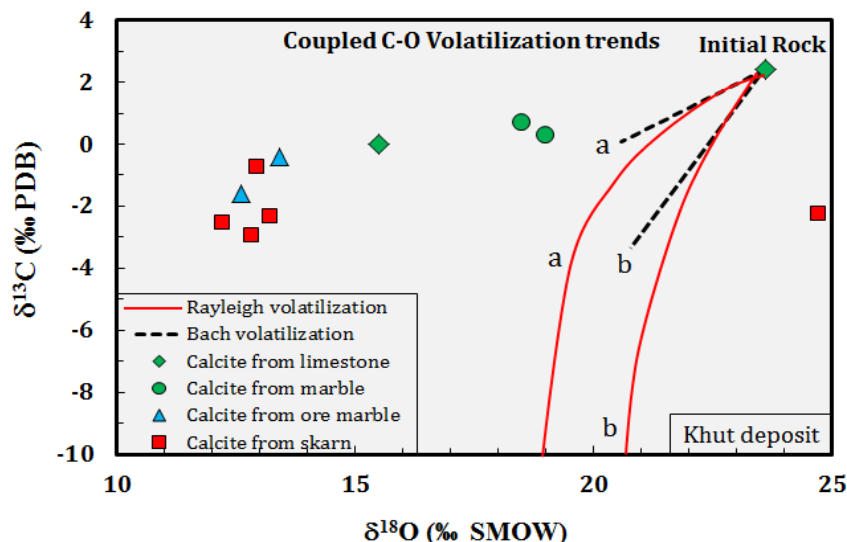 Coupled C-O Volatilization trends
Initial Rock
4
2
0
-2
-4
-6
-8
-10
δ¹³C (‰ PDB)
a
b
a
b
Rayleigh volatilization
Bach volatilization
Calcite from limestone
Calcite from marble
Calcite from ore marble
Calcite from skarn
Khut deposit
10
15
20
25
δ¹⁸O (‰ SMOW)